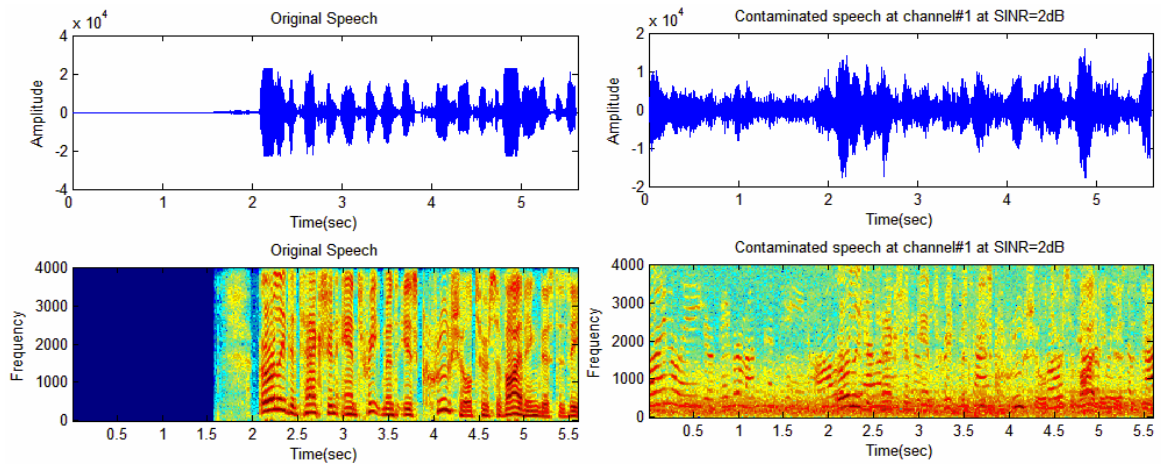 Original Speech
x 10^4
4
2
0
-2
-4
Amplitude
0 1 2 3 4 5
Time(sec)
Contaminated speech at channel#1 at SINR=2dB
x 10^4
2
1
0
-1
-2
Amplitude
0 1 2 3 4 5
Time(sec)
Original Speech
4000
3000
2000
1000
0
Frequency
0.5 1 1.5 2 2.5 3 3.5 4 4.5 5 5.5
Time(sec)
Contaminated speech at channel#1 at SINR=2dB
4000
3000
2000
1000
0
Frequency
0.5 1 1.5 2 2.5 3 3.5 4 4.5 5 5.5
Time(sec)